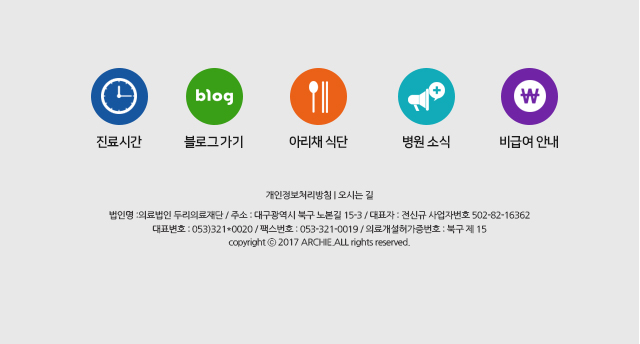 blog
진료시간
블로그 가기
아리채 식단
병원 소식
비급여 안내
개인정보처리방침 | 오시는 길
법인명 :의료법인 두리의료재단 / 주소 : 대구광역시 북구 노본길 15-3 / 대표자 : 견신규 사업자번호 502-82-16362
대표번호 : 053)321*0020 / 팩스번호 : 053-321-0019 / 의료개설허가증번호 : 북구 제 15
copyright ⓒ 2017 ARCHIE.ALL rights reserved.